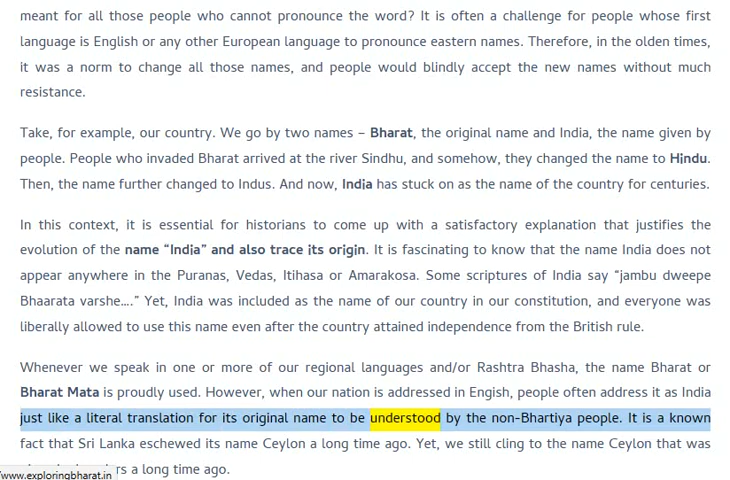 meant for all those people who cannot pronounce the word? It is often a challenge for people whose first
language is English or any other European language to pronounce eastern names. Therefore, in the olden times,
it was a norm to change all those names, and people would blindly accept the new names without much
resistance.
Take, for example, our country. We go by two names – Bharat, the original name and India, the name given by
people. People who invaded Bharat arrived at the river Sindhu, and somehow, they changed the name to Hindu.
Then, the name further changed to Indus. And now, India has stuck on as the name of the country for centuries.
In this context, it is essential for historians to come up with a satisfactory explanation that justifies the
evolution of the name “India” and also trace its origin. It is fascinating to know that the name India does not
appear anywhere in the Puranas, Vedas, Itihasa or Amarakosa. Some scriptures of India say “jambu dweepe
Bhaarata varshe....” Yet, India was included as the name of our country in our constitution, and everyone was
liberally allowed to use this name even after the country attained independence from the British rule.
Whenever we speak in one or more of our regional languages and/or Rashtra Bhasha, the name Bharat or
Bharat Mata is proudly used. However, when our nation is addressed in Engish, people often address it as India
just like a literal translation for its original name to be understood by the non-Bhartiya people. It is a known
fact that Sri Lanka eschewed its name Ceylon a long time ago. Yet, we still cling to the name Ceylon that was
rs a long time ago.
www.exploringbharat.in